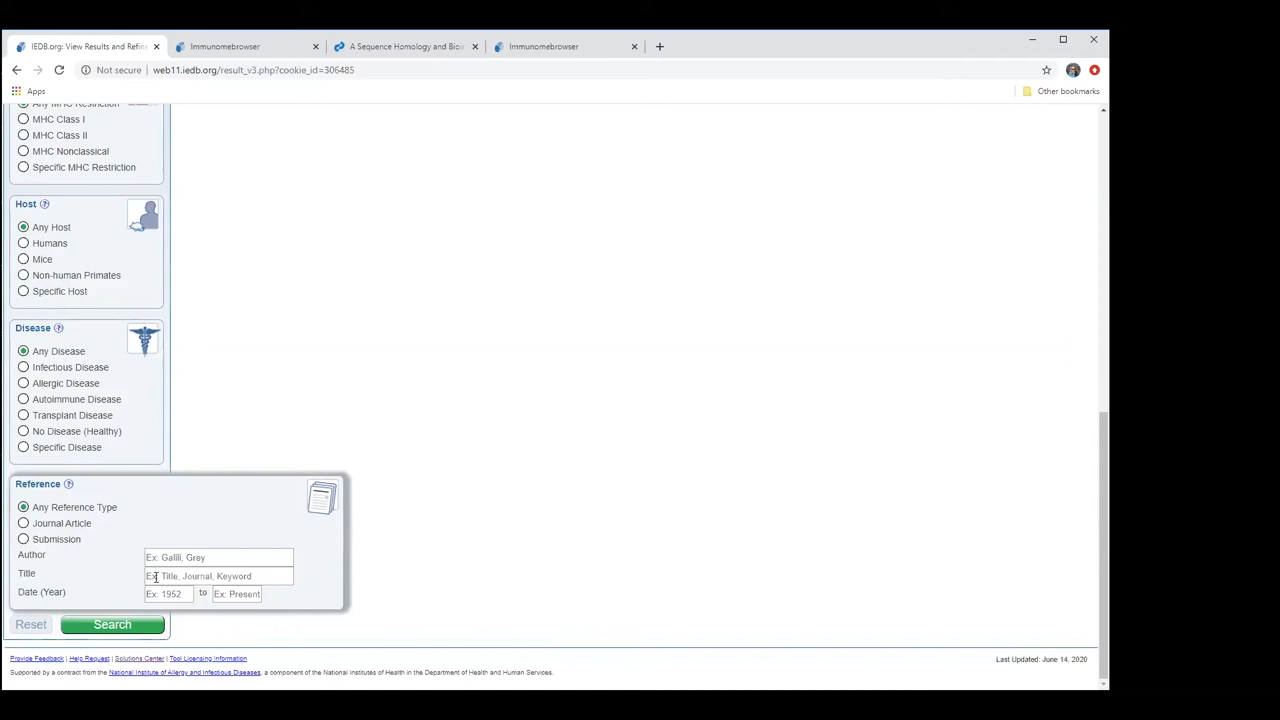 IEDB.org: View Results and Refine
Immunomebrowser
A Sequence Homology and Bioin
Immunomebrowser
Not secure
web11.iedb.org/result_v3.php?cookie_id=306485
Apps
Other bookmarks
Any MHC Restriction
MHC Class I
MHC Class II
MHC Nonclassical
Specific MHC Restriction
Host
Any Host
Humans
Mice
Non-human Primates
Specific Host
Disease
Any Disease
Infectious Disease
Allergic Disease
Autoimmune Disease
Transplant Disease
No Disease (Healthy)
Specific Disease
Reference
Any Reference Type
Journal Article
Submission
Author Ex: Galili, Grey
Title Ex: Title, Journal, Keyword
Date (Year) Ex: 1952 to Ex: Present
Reset Search
Provide Feedback | Help Request | Solutions Center | Tool Licensing Information
Last Updated: June 14, 2020
Supported by a contract from the National Institute of Allergy and Infectious Diseases, a component of the National Institutes of Health in the Department of Health and Human Services.